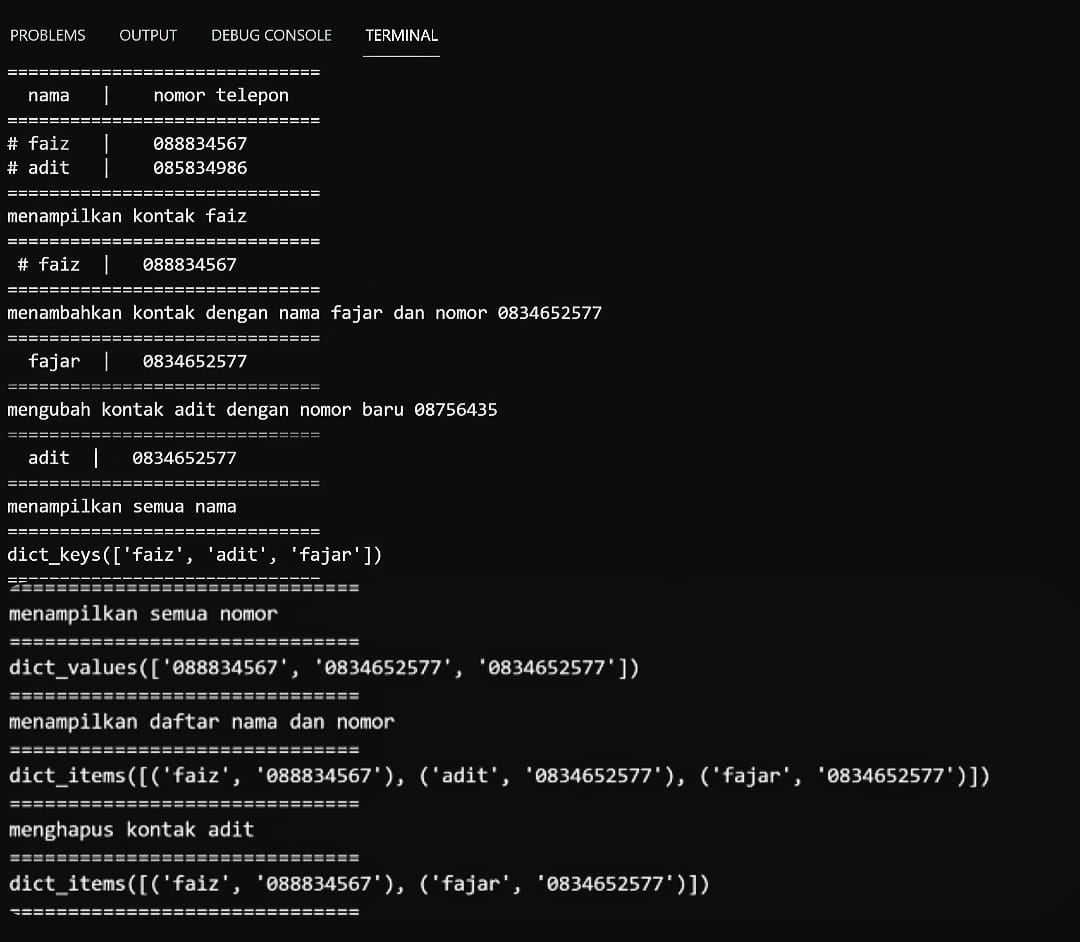 PROBLEMS OUTPUT DEBUG CONSOLE TERMINAL
==============================
  nama   |    nomor telepon
==============================
# faiz   |    088834567
# adit   |    085834986
==============================
menampilkan kontak faiz
==============================
 # faiz  |   088834567
==============================
menambahkan kontak dengan nama fajar dan nomor 0834652577
==============================
  fajar  |   0834652577
==============================
mengubah kontak adit dengan nomor baru 08756435
==============================
  adit  |   0834652577
==============================
menampilkan semua nama
==============================
dict_keys(['faiz', 'adit', 'fajar'])
==============================
==============================
menampilkan semua nomor
==============================
dict_values(['088834567', '0834652577', '0834652577'])
==============================
menampilkan daftar nama dan nomor
==============================
dict_items([('faiz', '088834567'), ('adit', '0834652577'), ('fajar', '0834652577')])
==============================
menghapus kontak adit
==============================
dict_items([('faiz', '088834567'), ('fajar', '0834652577')])
==============================